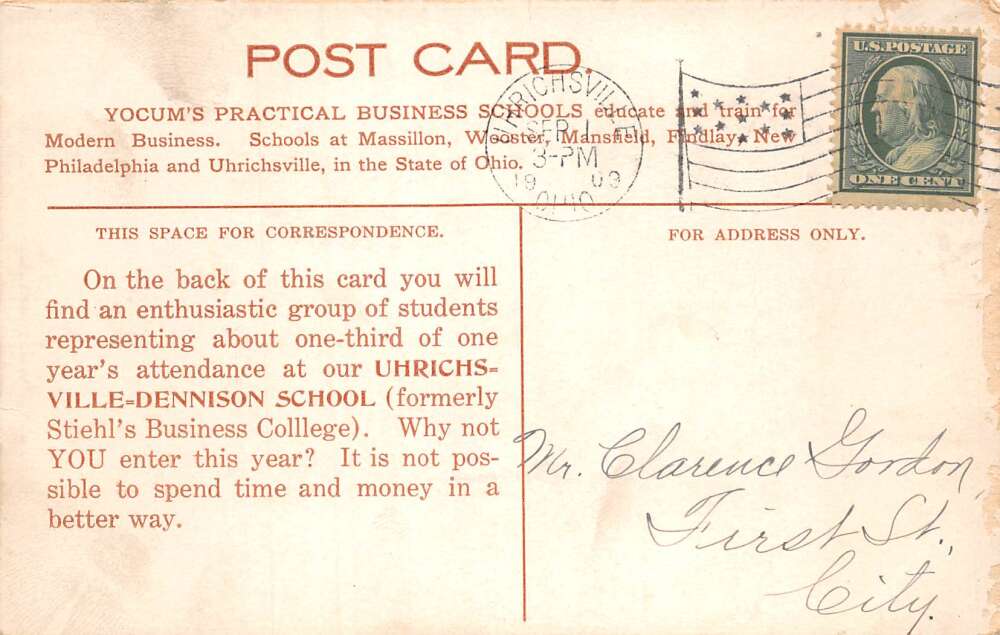 POST CARD.
YOCUM'S PRACTICAL BUSINESS SCHOOLS educate and train for
Modern Business. Schools at Massillon, Wooster, Mansfield, Findlay, New
Philadelphia and Uhrichsville, in the State of Ohio.
UHRICHSVILLE
SEP 1
3-PM
19 09
OHIO
U.S. POSTAGE
ONE CENT
THIS SPACE FOR CORRESPONDENCE.
On the back of this card you will
find an enthusiastic group of students
representing about one-third of one
year's attendance at our UHRICHS=
VILLE=DENNISON SCHOOL (formerly
Stiehl's Business Colllege). Why not
YOU enter this year? It is not pos-
sible to spend time and money in a
better way.
FOR ADDRESS ONLY.
Mr. Clarence Gordon,
First St.,
City.